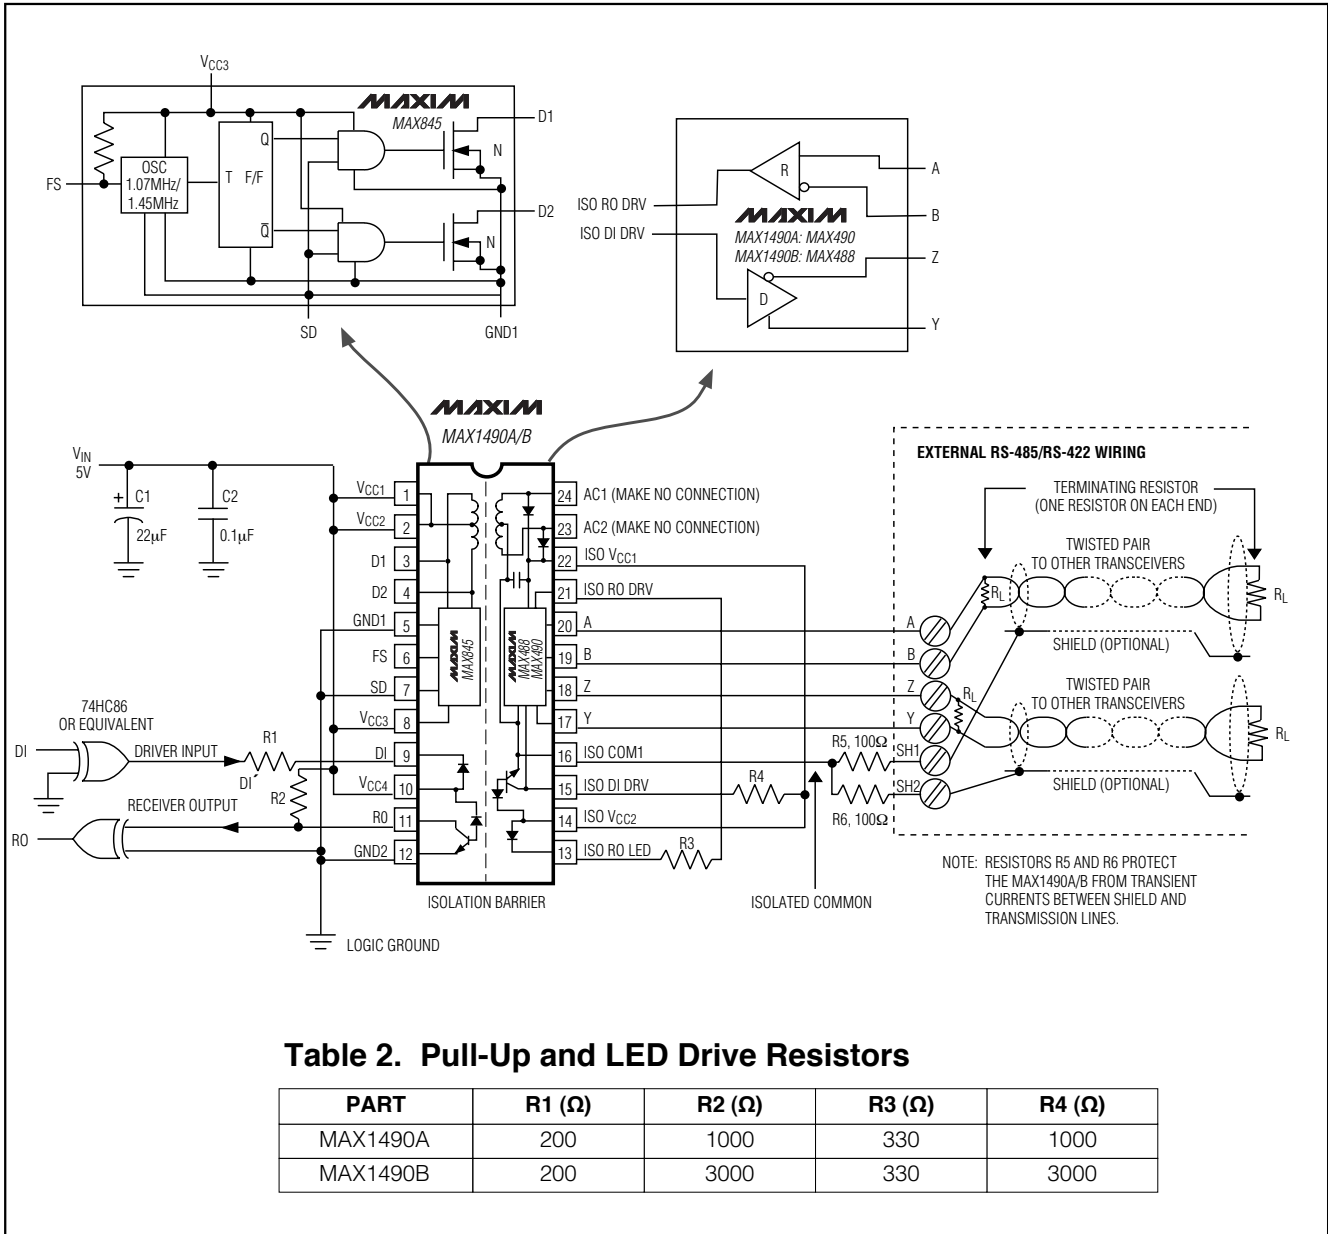 VCC3
MAXIM
MAX845
D1
Q
N
OSC
1.07MHz/
1.45MHz
T F/F
FS
D2
Q̅
N
SD
GND1
R
A
ISO RO DRV
B
MAXIM
ISO DI DRV
MAX1490A: MAX490
MAX1490B: MAX488
Z
D
Y
MAXIM
MAX1490A/B
VIN
5V
+ C1
22μF
C2
0.1μF
VCC1
1
VCC2
2
D1
3
D2
4
GND1
5
FS
6
SD
7
VCC3
8
DI
9
VCC4
10
R0
11
GND2
12
MAXIM
MAX845
MAXIM
MAX488
MAX490
24 AC1 (MAKE NO CONNECTION)
23 AC2 (MAKE NO CONNECTION)
22 ISO VCC1
21 ISO RO DRV
20 A
19 B
18 Z
17 Y
16 ISO COM1
15 ISO DI DRV
14 ISO VCC2
13 ISO RO LED
R3
R4
R5, 100Ω
R6, 100Ω
ISOLATION BARRIER
ISOLATED COMMON
74HC86
OR EQUIVALENT
DI
DRIVER INPUT
R1
DI´
R2
RECEIVER OUTPUT
RO
LOGIC GROUND
EXTERNAL RS-485/RS-422 WIRING
TERMINATING RESISTOR
(ONE RESISTOR ON EACH END)
TWISTED PAIR
TO OTHER TRANSCEIVERS
RL
RL
A
SHIELD (OPTIONAL)
B
Z
RL
TWISTED PAIR
TO OTHER TRANSCEIVERS
Y
RL
SH1
SHIELD (OPTIONAL)
SH2
NOTE: RESISTORS R5 AND R6 PROTECT
THE MAX1490A/B FROM TRANSIENT
CURRENTS BETWEEN SHIELD AND
TRANSMISSION LINES.
Table 2. Pull-Up and LED Drive Resistors
PART R1 (Ω) R2 (Ω) R3 (Ω) R4 (Ω)
MAX1490A 200 1000 330 1000
MAX1490B 200 3000 330 3000